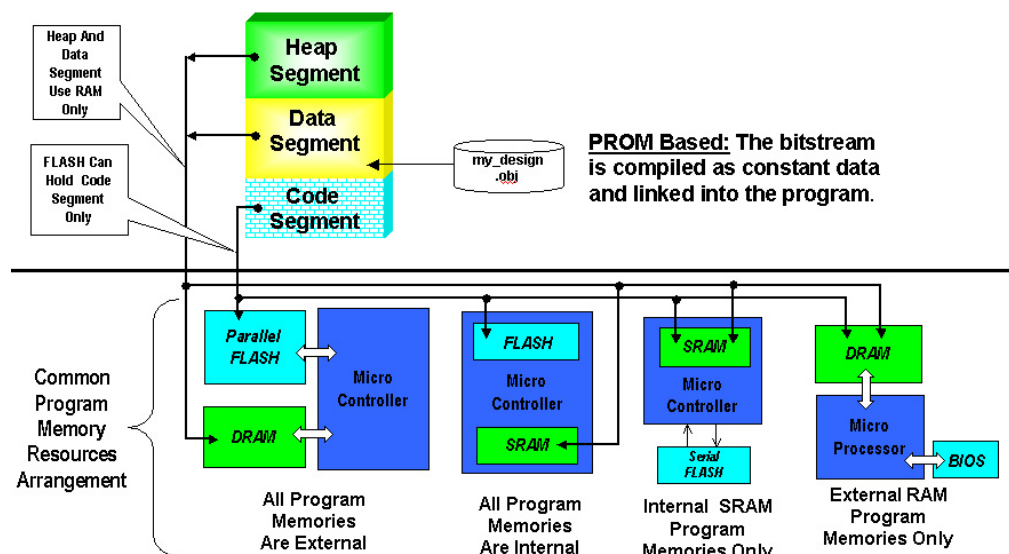 Heap And
Data
Segment
Use RAM
Only
FLASH Can
Hold Code
Segment
Only
Heap
Segment
Data
Segment
Code
Segment
my_design
.obj
PROM Based: The bitstream
is compiled as constant data
and linked into the program.
Common
Program
Memory
Resources
Arrangement
Parallel
FLASH
DRAM
Micro
Controller
All Program
Memories
Are External
FLASH
Micro
Controller
SRAM
All Program
Memories
Are Internal
SRAM
Micro
Controller
Serial
FLASH
Internal SRAM
Program
Memories Only
DRAM
Micro
Processor
BIOS
External RAM
Program
Memories Only